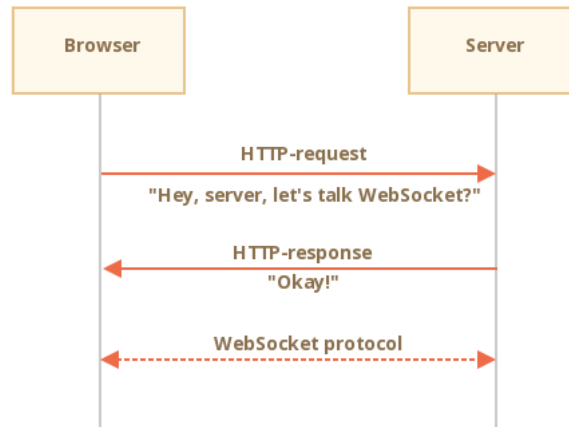 Browser
Server
HTTP-request
"Hey, server, let's talk WebSocket?"
HTTP-response
"Okay!"
WebSocket protocol